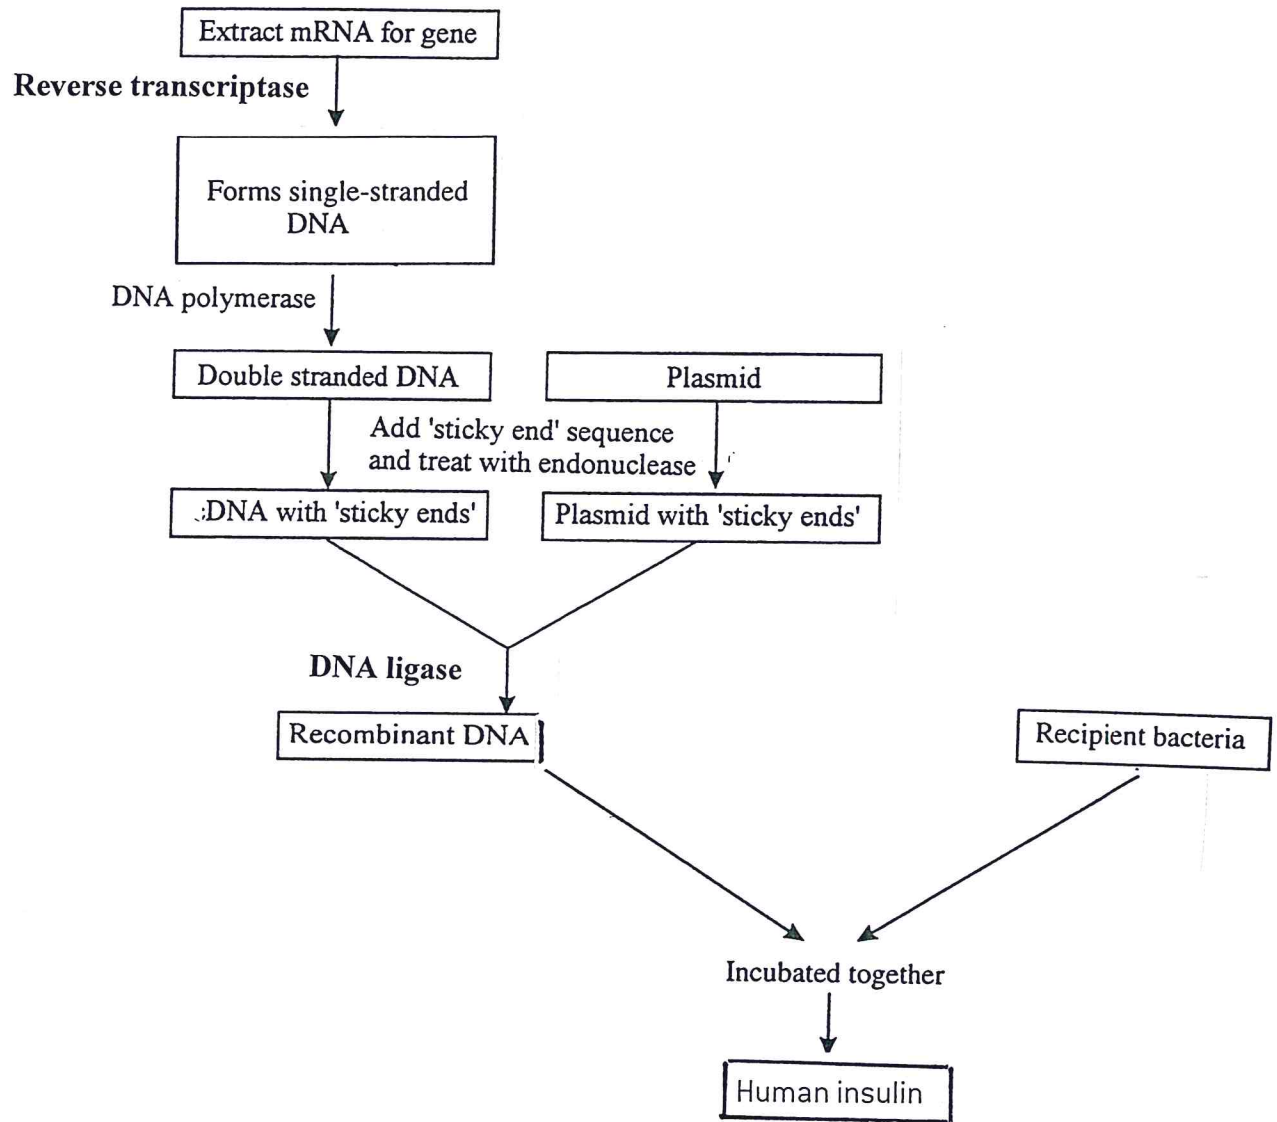 Extract mRNA for gene
Reverse transcriptase
Forms single-stranded
DNA
DNA polymerase
Double stranded DNA
Plasmid
Add 'sticky end' sequence
and treat with endonuclease
DNA with 'sticky ends'
Plasmid with 'sticky ends'
DNA ligase
Recombinant DNA
Recipient bacteria
Incubated together
Human insulin